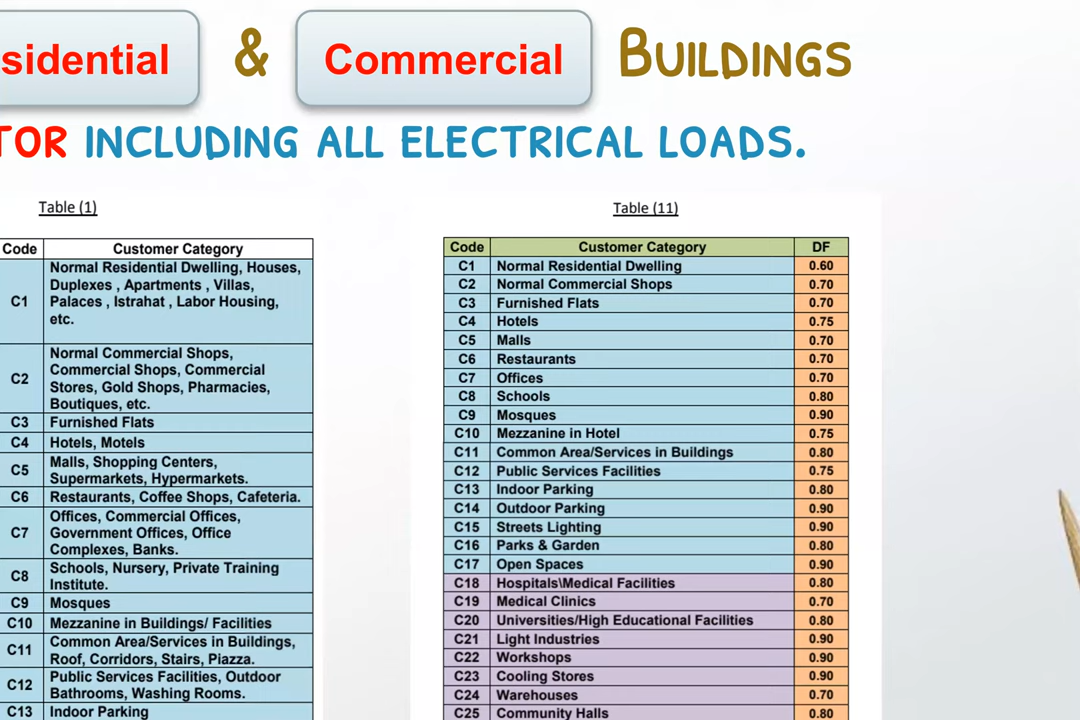 sidential & Commercial BUILDINGS
TOR INCLUDING ALL ELECTRICAL LOADS.
Table (1)
Code Customer Category
C1 Normal Residential Dwelling, Houses,
Duplexes , Apartments , Villas,
Palaces , Istrahat , Labor Housing,
etc.
C2 Normal Commercial Shops,
Commercial Shops, Commercial
Stores, Gold Shops, Pharmacies,
Boutiques, etc.
C3 Furnished Flats
C4 Hotels, Motels
C5 Malls, Shopping Centers,
Supermarkets, Hypermarkets.
C6 Restaurants, Coffee Shops, Cafeteria.
C7 Offices, Commercial Offices,
Government Offices, Office
Complexes, Banks.
C8 Schools, Nursery, Private Training
Institute.
C9 Mosques
C10 Mezzanine in Buildings/ Facilities
C11 Common Area/Services in Buildings,
Roof, Corridors, Stairs, Piazza.
C12 Public Services Facilities, Outdoor
Bathrooms, Washing Rooms.
C13 Indoor Parking
Table (11)
Code Customer Category DF
C1 Normal Residential Dwelling 0.60
C2 Normal Commercial Shops 0.70
C3 Furnished Flats 0.70
C4 Hotels 0.75
C5 Malls 0.70
C6 Restaurants 0.70
C7 Offices 0.70
C8 Schools 0.80
C9 Mosques 0.90
C10 Mezzanine in Hotel 0.75
C11 Common Area/Services in Buildings 0.80
C12 Public Services Facilities 0.75
C13 Indoor Parking 0.80
C14 Outdoor Parking 0.90
C15 Streets Lighting 0.90
C16 Parks & Garden 0.80
C17 Open Spaces 0.90
C18 Hospitals\Medical Facilities 0.80
C19 Medical Clinics 0.70
C20 Universities/High Educational Facilities 0.80
C21 Light Industries 0.90
C22 Workshops 0.90
C23 Cooling Stores 0.90
C24 Warehouses 0.70
C25 Community Halls 0.80